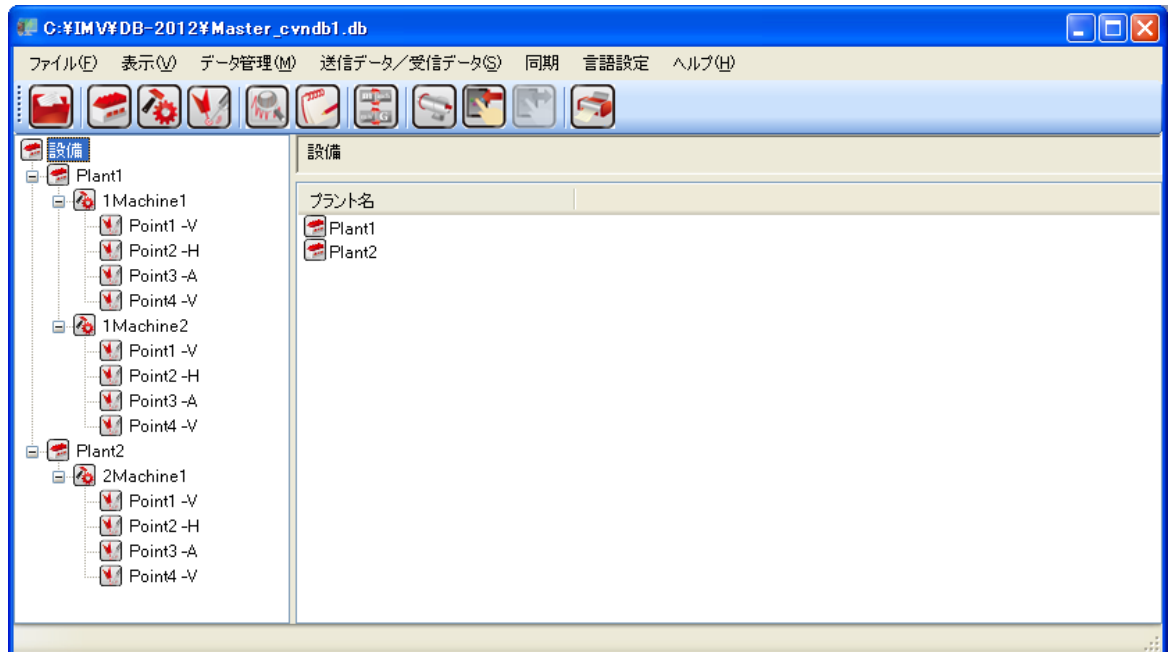 C:¥IMV¥DB-2012¥Master_cvndb1.db
ファイル(F) 表示(V) データ管理(M) 送信データ／受信データ(S) 同期 言語設定 ヘルプ(H)
設備
Plant1
1Machine1
Point1 -V
Point2 -H
Point3 -A
Point4 -V
1Machine2
Point1 -V
Point2 -H
Point3 -A
Point4 -V
Plant2
2Machine1
Point1 -V
Point2 -H
Point3 -A
Point4 -V
設備
プラント名
Plant1
Plant2